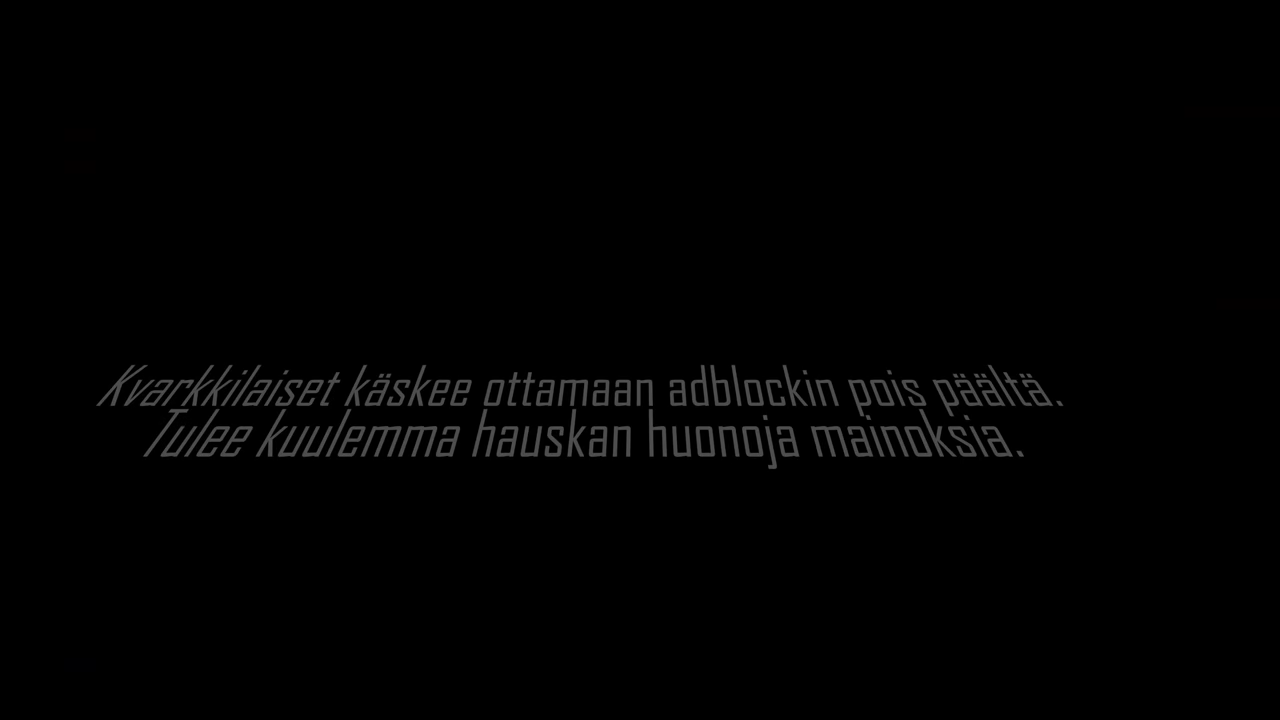 Kvarkkilaiset käskee ottamaan adblockin pois päältä.
Tulee kuulemma hauskan huonoja mainoksia.